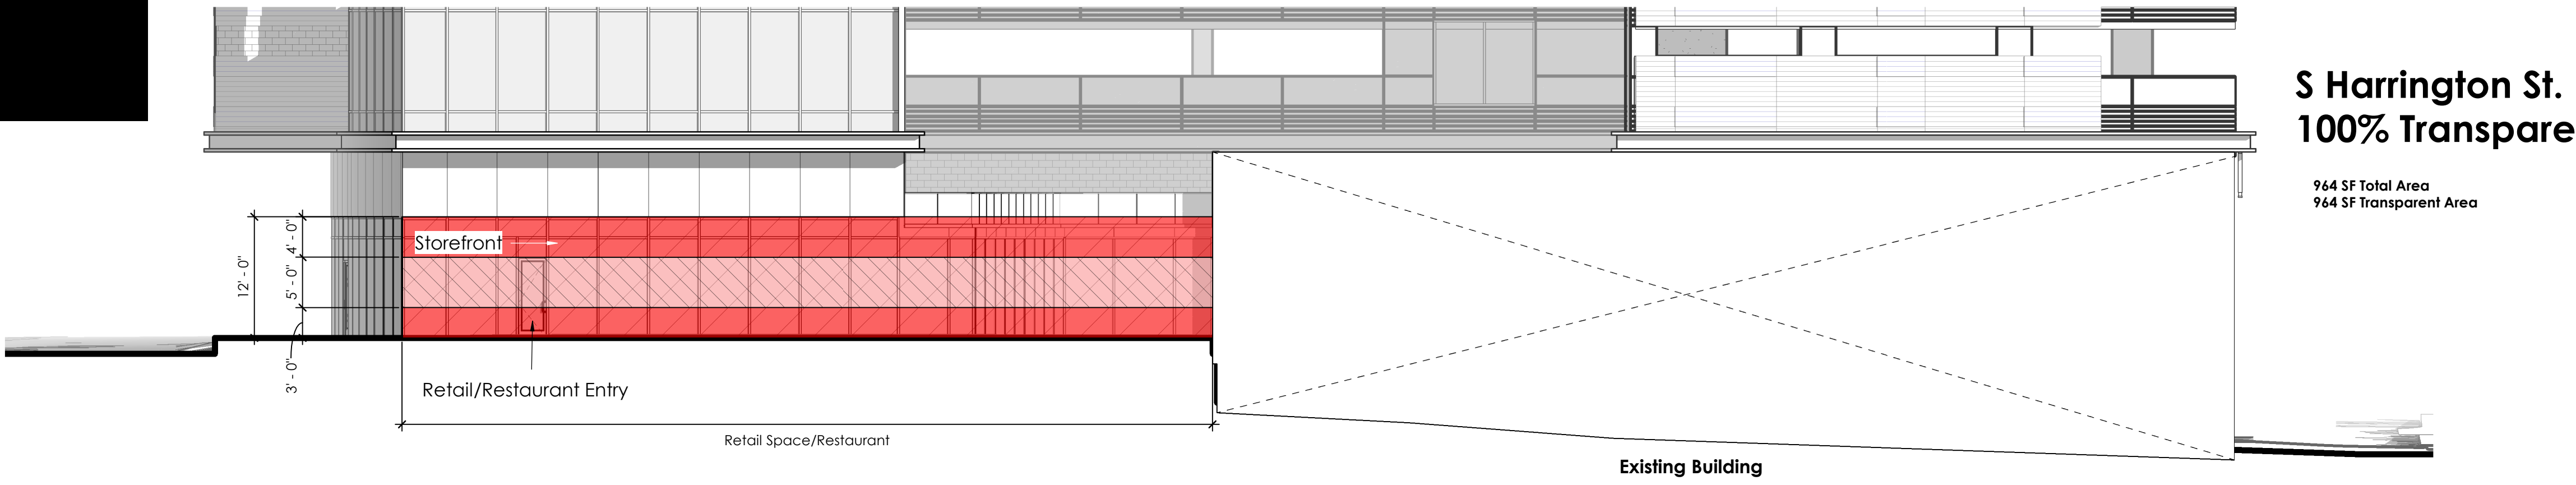 S Harrington St.
100% Transpare
964 SF Total Area
964 SF Transparent Area
12' - 0"
4' - 0"
5' - 0"
3' - 0"
Storefront
Retail/Restaurant Entry
Retail Space/Restaurant
Existing Building